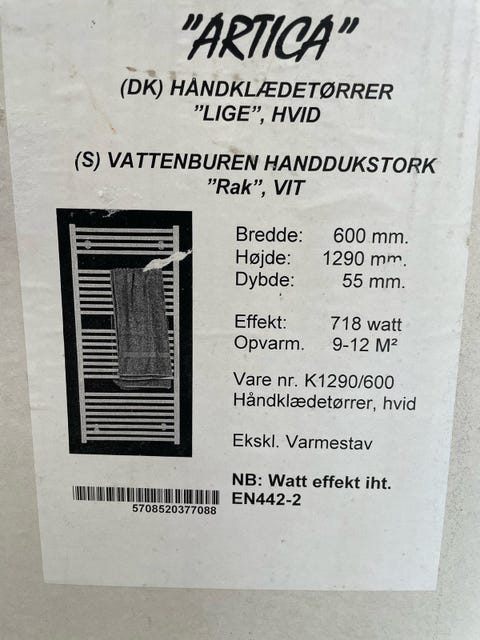 "ARTICA"
(DK) HÅNDKLÆDETØRRER
"LIGE", HVID
(S) VATTENBUREN HANDDUKSTORK
"Rak", VIT
Bredde: 600 mm.
Højde: 1290 mm.
Dybde: 55 mm.
Effekt: 718 watt
Opvarm. 9-12 M²
Vare nr. K1290/600
Håndklædetørrer, hvid
Ekskl. Varmestav
NB: Watt effekt iht.
EN442-2
5708520377088